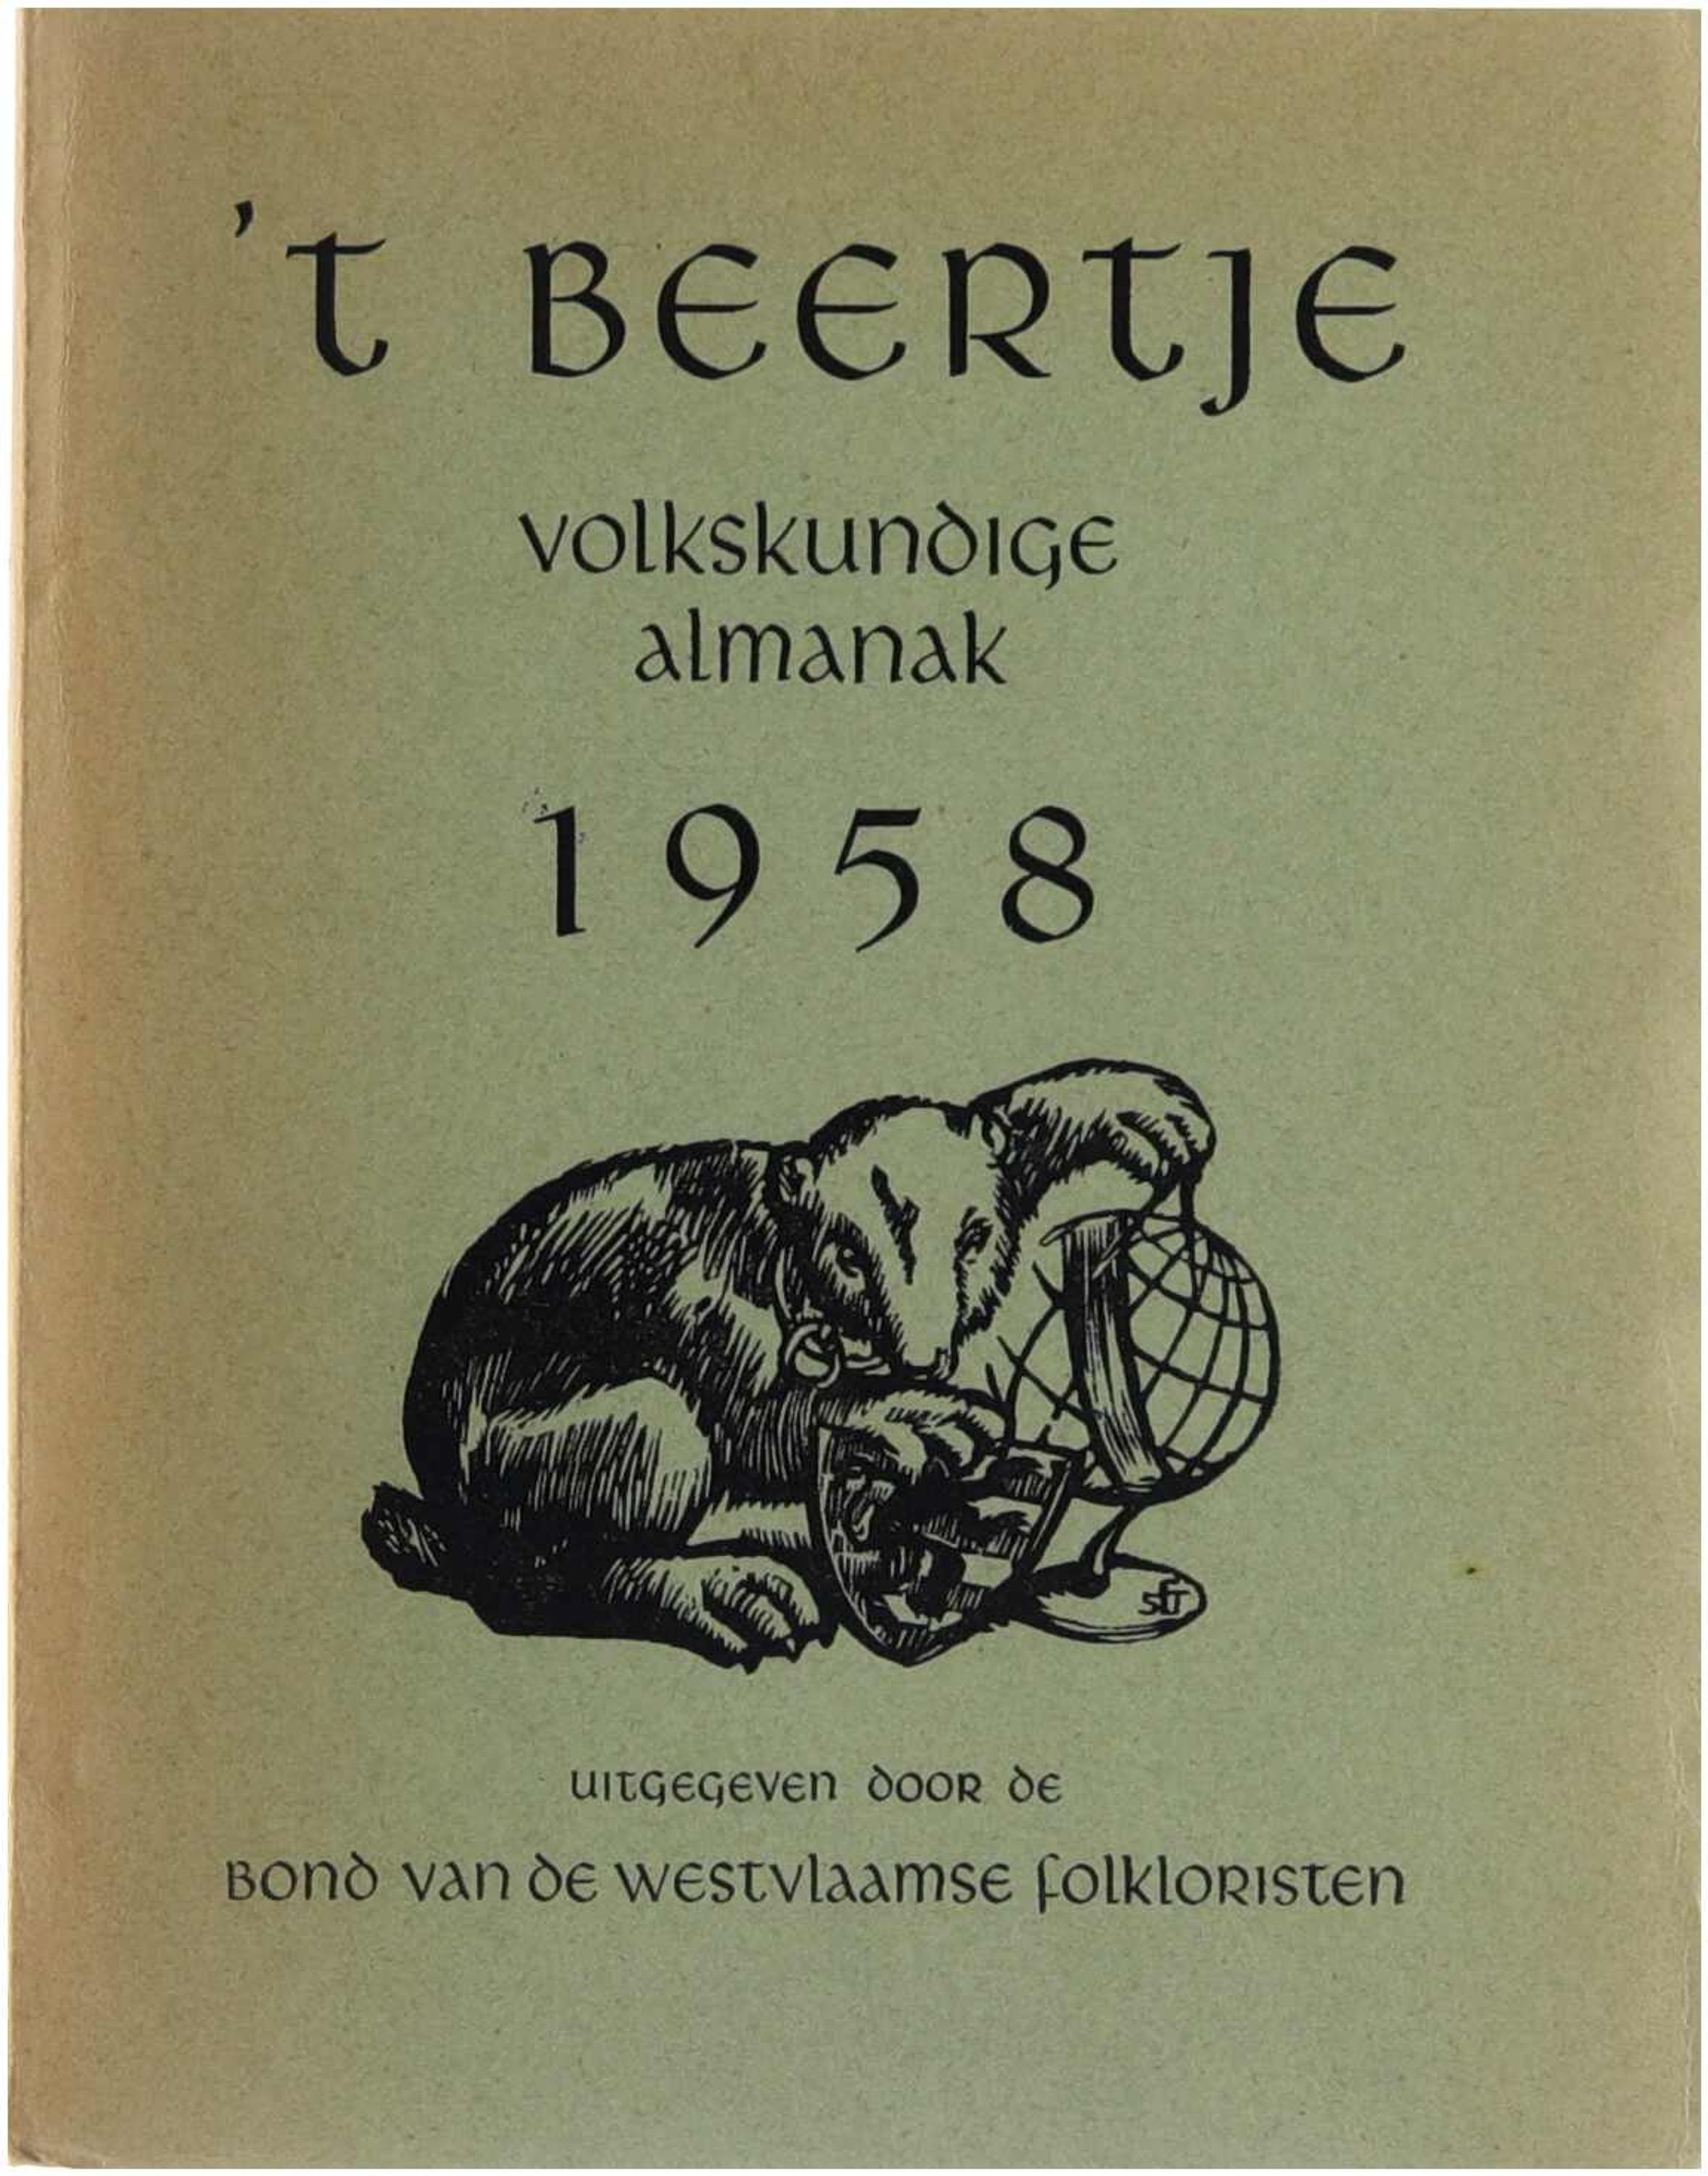 't BEERTJE
volkskundige
almanak
1958
uitgegeven door de
Bond van de Westvlaamse folkloristen